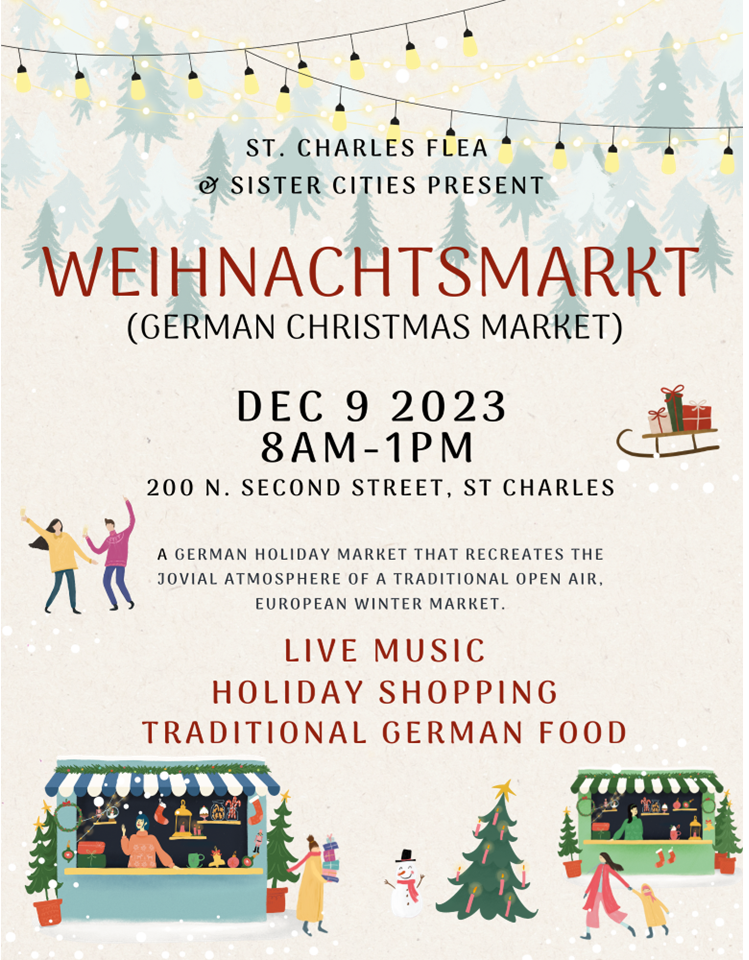 ST. CHARLES FLEA
& SISTER CITIES PRESENT
WEIHNACHTSMARKT
(GERMAN CHRISTMAS MARKET)
DEC 9 2023
8AM-1PM
200 N. SECOND STREET, ST CHARLES
A GERMAN HOLIDAY MARKET THAT RECREATES THE
JOVIAL ATMOSPHERE OF A TRADITIONAL OPEN AIR,
EUROPEAN WINTER MARKET.
LIVE MUSIC
HOLIDAY SHOPPING
TRADITIONAL GERMAN FOOD